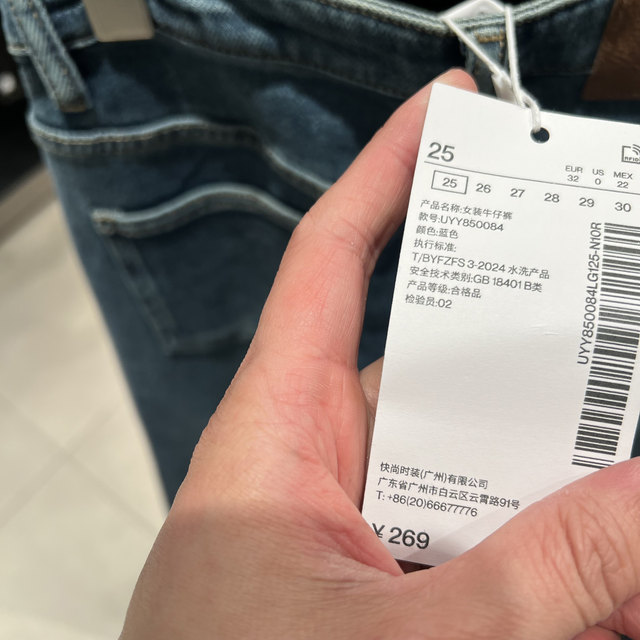 25
RFID
EUR US MEX
32 0 22
25 26 27 28 29 30
产品名称:女装牛仔裤
款号:UYY850084
颜色:蓝色
执行标准:
T/BYFZFS 3-2024 水洗产品
安全技术类别:GB 18401 B类
产品等级:合格品
检验员:02
UYY850084LG125-N10R
快尚时装(广州)有限公司
广东省广州市白云区云霄路91号
T: +86(20)66677776
¥ 269